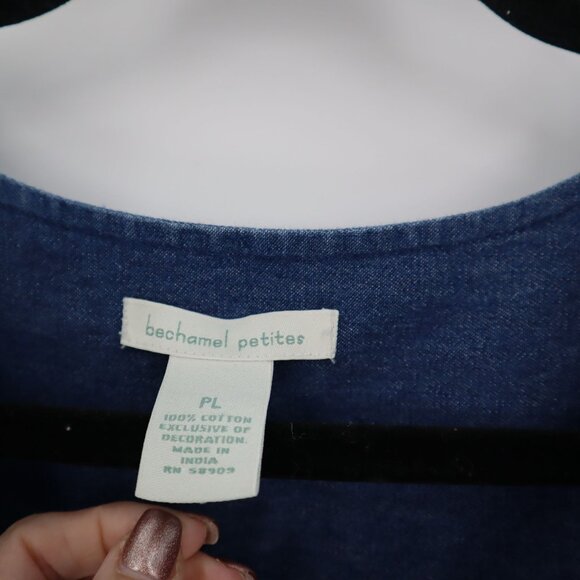 bechamel petites
PL
100% COTTON
EXCLUSIVE OF
DECORATION.
MADE IN
INDIA
RN 58909